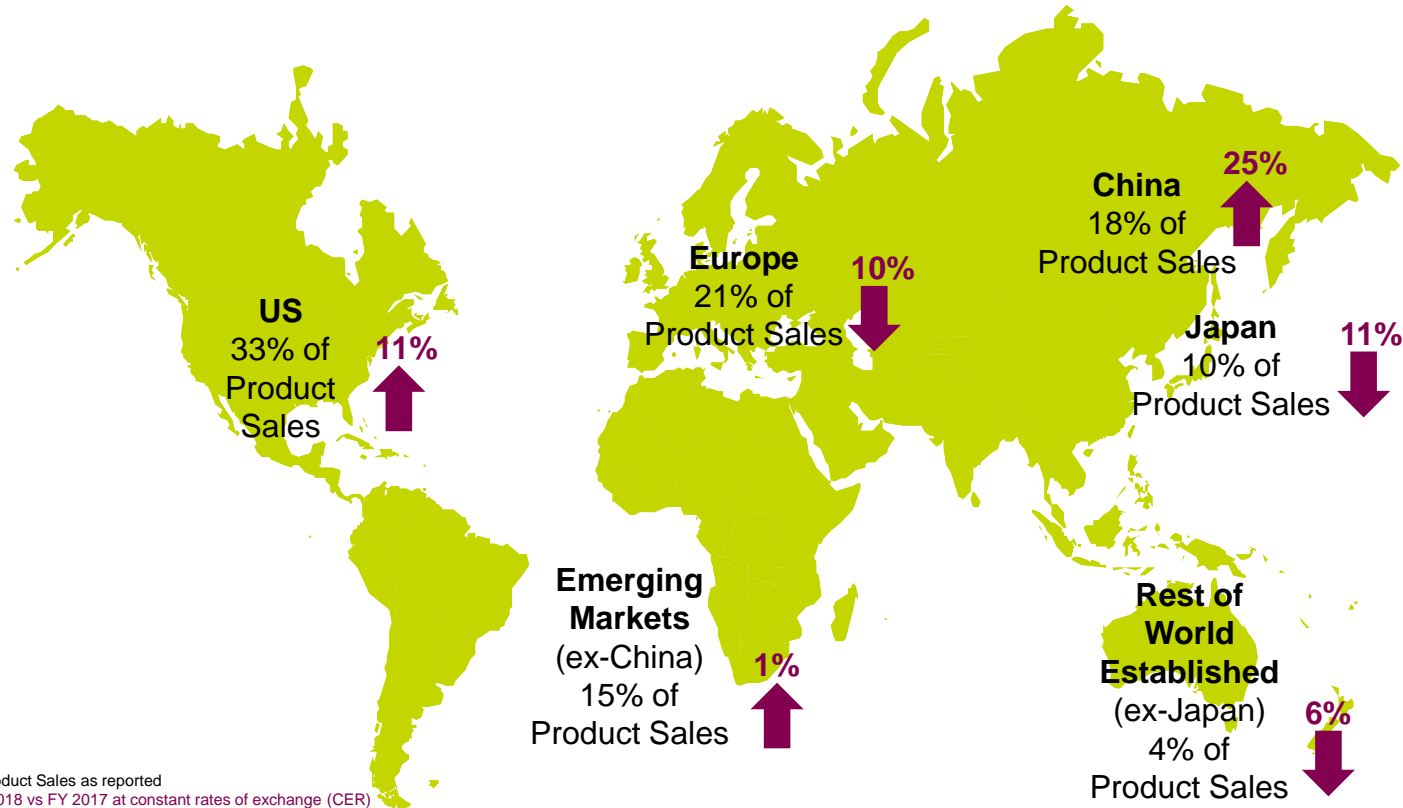 US
33% of
Product
Sales
11%
Europe
21% of
Product Sales
10%
China
18% of
Product Sales
25%
Japan
10% of
Product Sales
11%
Emerging
Markets
(ex-China)
15% of
Product Sales
1%
Rest of
World
Established
(ex-Japan)
4% of
Product Sales
6%
duct Sales as reported
018 vs FY 2017 at constant rates of exchange (CER)